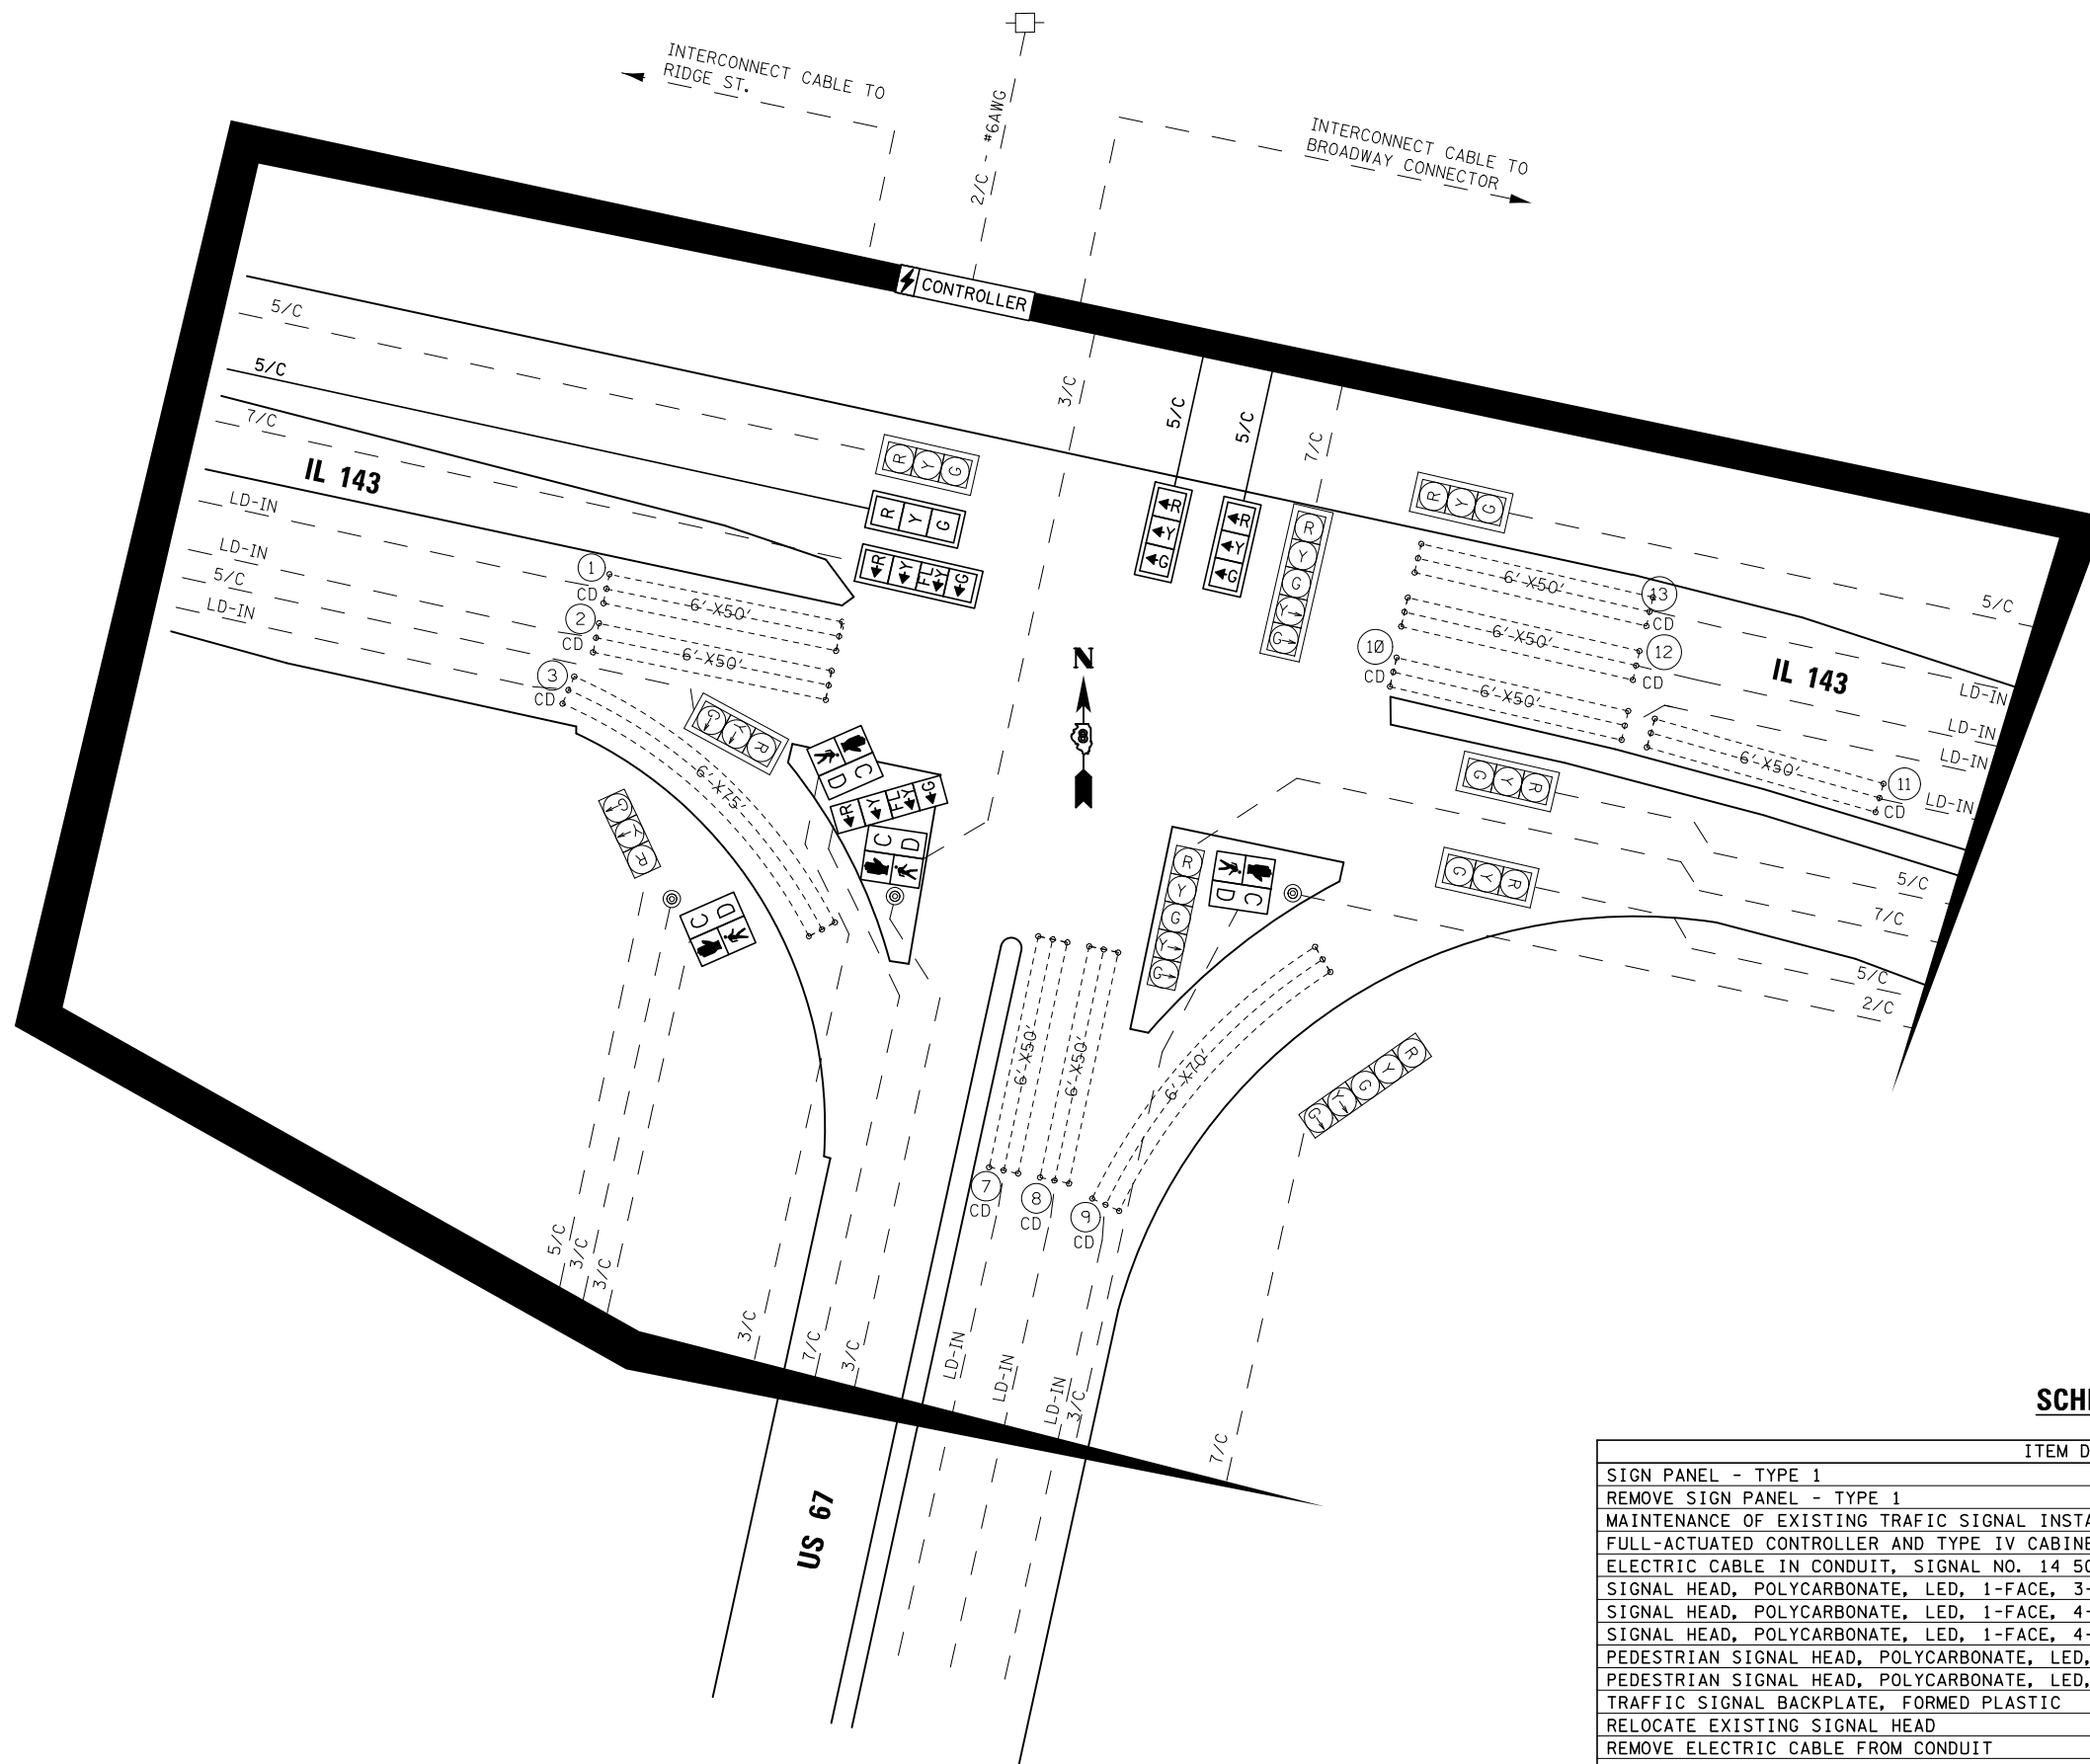 INTERCONNECT CABLE TO
RIDGE ST.
2/C - #6AWG
INTERCONNECT CABLE TO
BROADWAY CONNECTOR
CONTROLLER
5/C
5/C
7/C
IL 143
LD-IN
LD-IN
5/C
LD-IN
3/C
5/C
5/C
7/C
R Y G
R Y G
R Y FL Y G
R Y G
R Y G
R Y G Y G
R Y G
1
CD
6' X50'
2
CD
6' X50'
3
CD
6' X75'
G Y R
G Y R
C D
R Y FL Y G
C D
C D
N
8
13
6' X50'
CD
12
6' X50'
CD
10
6' X50'
CD
11
6' X50'
CD
IL 143
5/C
LD-IN
LD-IN
LD-IN
LD-IN
5/C
7/C
5/C
2/C
R Y G
R Y G
R Y G Y G
C D
R Y G Y G
6' X50'
6' X50'
6' X70'
7
CD
8
CD
9
CD
5/C
3/C
3/C
3/C
7/C
3/C
LD-IN
LD-IN
LD-IN
3/C
7/C
US 67
SCH
ITEM D
SIGN PANEL - TYPE 1
REMOVE SIGN PANEL - TYPE 1
MAINTENANCE OF EXISTING TRAFIC SIGNAL INSTA
FULL-ACTUATED CONTROLLER AND TYPE IV CABINE
ELECTRIC CABLE IN CONDUIT, SIGNAL NO. 14 5C
SIGNAL HEAD, POLYCARBONATE, LED, 1-FACE, 3-
SIGNAL HEAD, POLYCARBONATE, LED, 1-FACE, 4-
SIGNAL HEAD, POLYCARBONATE, LED, 1-FACE, 4-
PEDESTRIAN SIGNAL HEAD, POLYCARBONATE, LED,
PEDESTRIAN SIGNAL HEAD, POLYCARBONATE, LED,
TRAFFIC SIGNAL BACKPLATE, FORMED PLASTIC
RELOCATE EXISTING SIGNAL HEAD
REMOVE ELECTRIC CABLE FROM CONDUIT